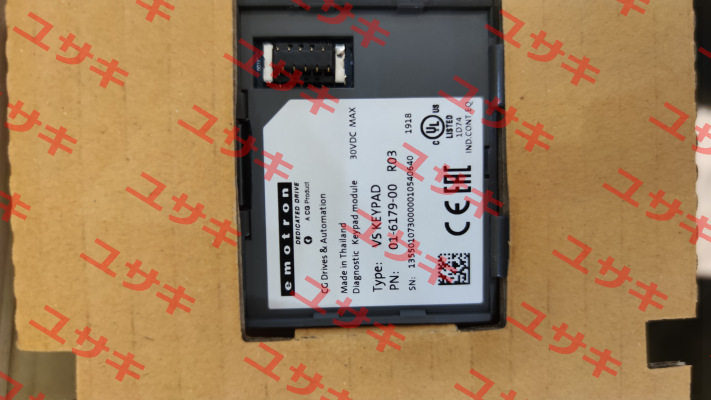 emotron
DEDICATED DRIVE
A CG Product
CG Drives & Automation
Made in Thailand
Diagnostic Keypad module 30VDC MAX
Type: VS KEYPAD
PN: 01-6179-00 R03
SN: 13550107300000010540640 1918
CE EAC
C UL US
LISTED
1D74
IND.CONT.EQ
ユサキ